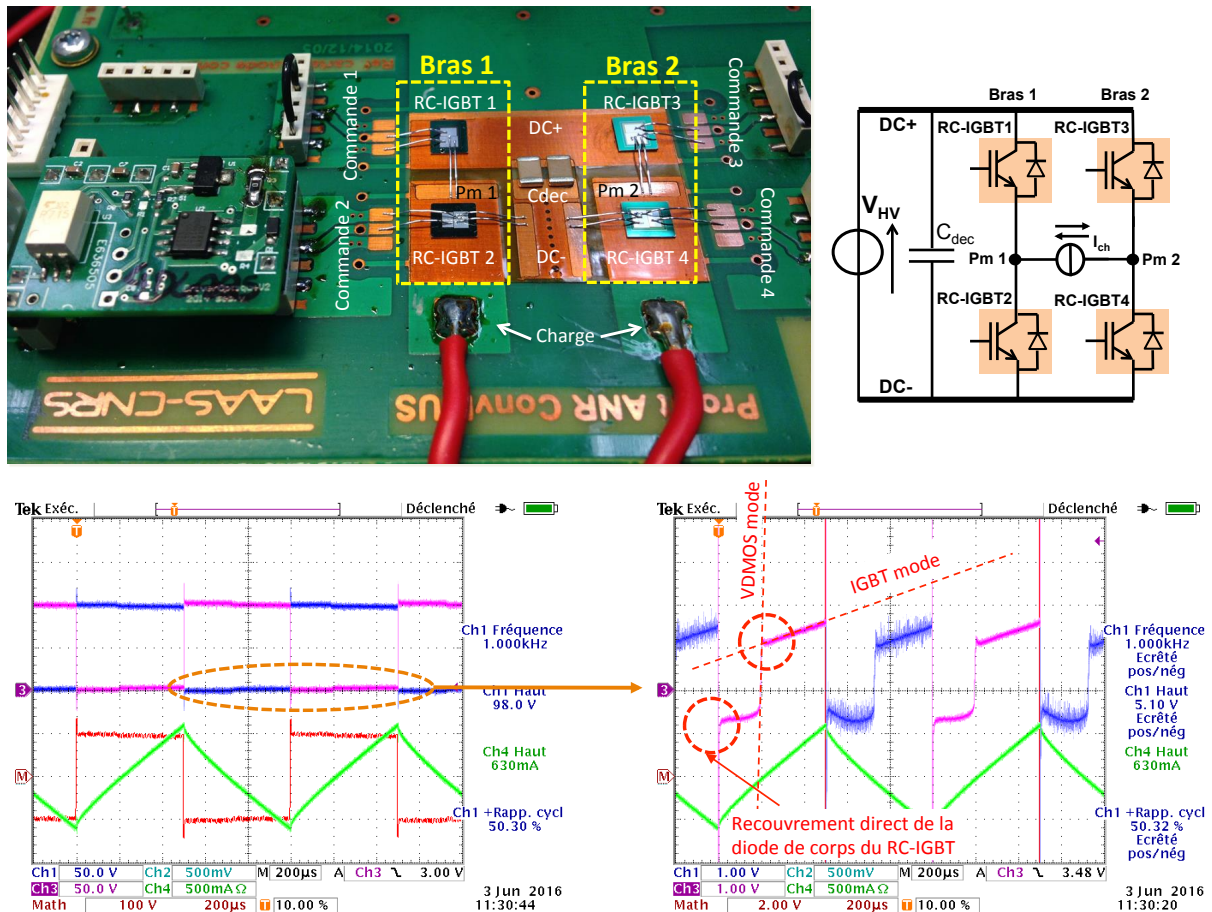 2014/12/05
Bras 1
Bras 2
RC-IGBT 1
RC-IGBT3
DC+
Commande 1
Commande 3
Pm 1
Cdec
Pm 2
Commande 2
Commande 4
RC-IGBT 2
DC-
RC-IGBT 4
Charge
E636505
LAAS-CNRS
Projet ANR Conv
US
Bras 1
Bras 2
DC+
RC-IGBT1
RC-IGBT3
VHV
Cdec
Ich
Pm 1
Pm 2
RC-IGBT2
RC-IGBT4
DC-
Tek Exéc.
Déclenché
T
Ch1 Fréquence
1.000kHz
3
Ch1 Haut
98.0 V
Ch4 Haut
630mA
M
Ch1 +Rapp. cycl
50.30 %
Ch1 50.0 V Ch2 500mV M 200µs A Ch3 3.00 V
Ch3 50.0 V Ch4 500mA Ω
Math 100 V 200µs T 10.00 %
3 Jun 2016
11:30:44
Tek Exéc.
Déclenché
T
VDMOS mode
IGBT mode
Ch1 Fréquence
1.000kHz
Ecrêté
pos/nég
3
Ch1 Haut
5.10 V
Ecrêté
pos/nég
Ch4 Haut
630mA
M
Ch1 +Rapp. cycl
50.32 %
Ecrêté
pos/nég
Recouvrement direct de la
diode de corps du RC-IGBT
Ch1 1.00 V Ch2 500mV M 200µs A Ch3 3.48 V
Ch3 1.00 V Ch4 500mA Ω
Math 2.00 V 200µs T 10.00 %
3 Jun 2016
11:30:20